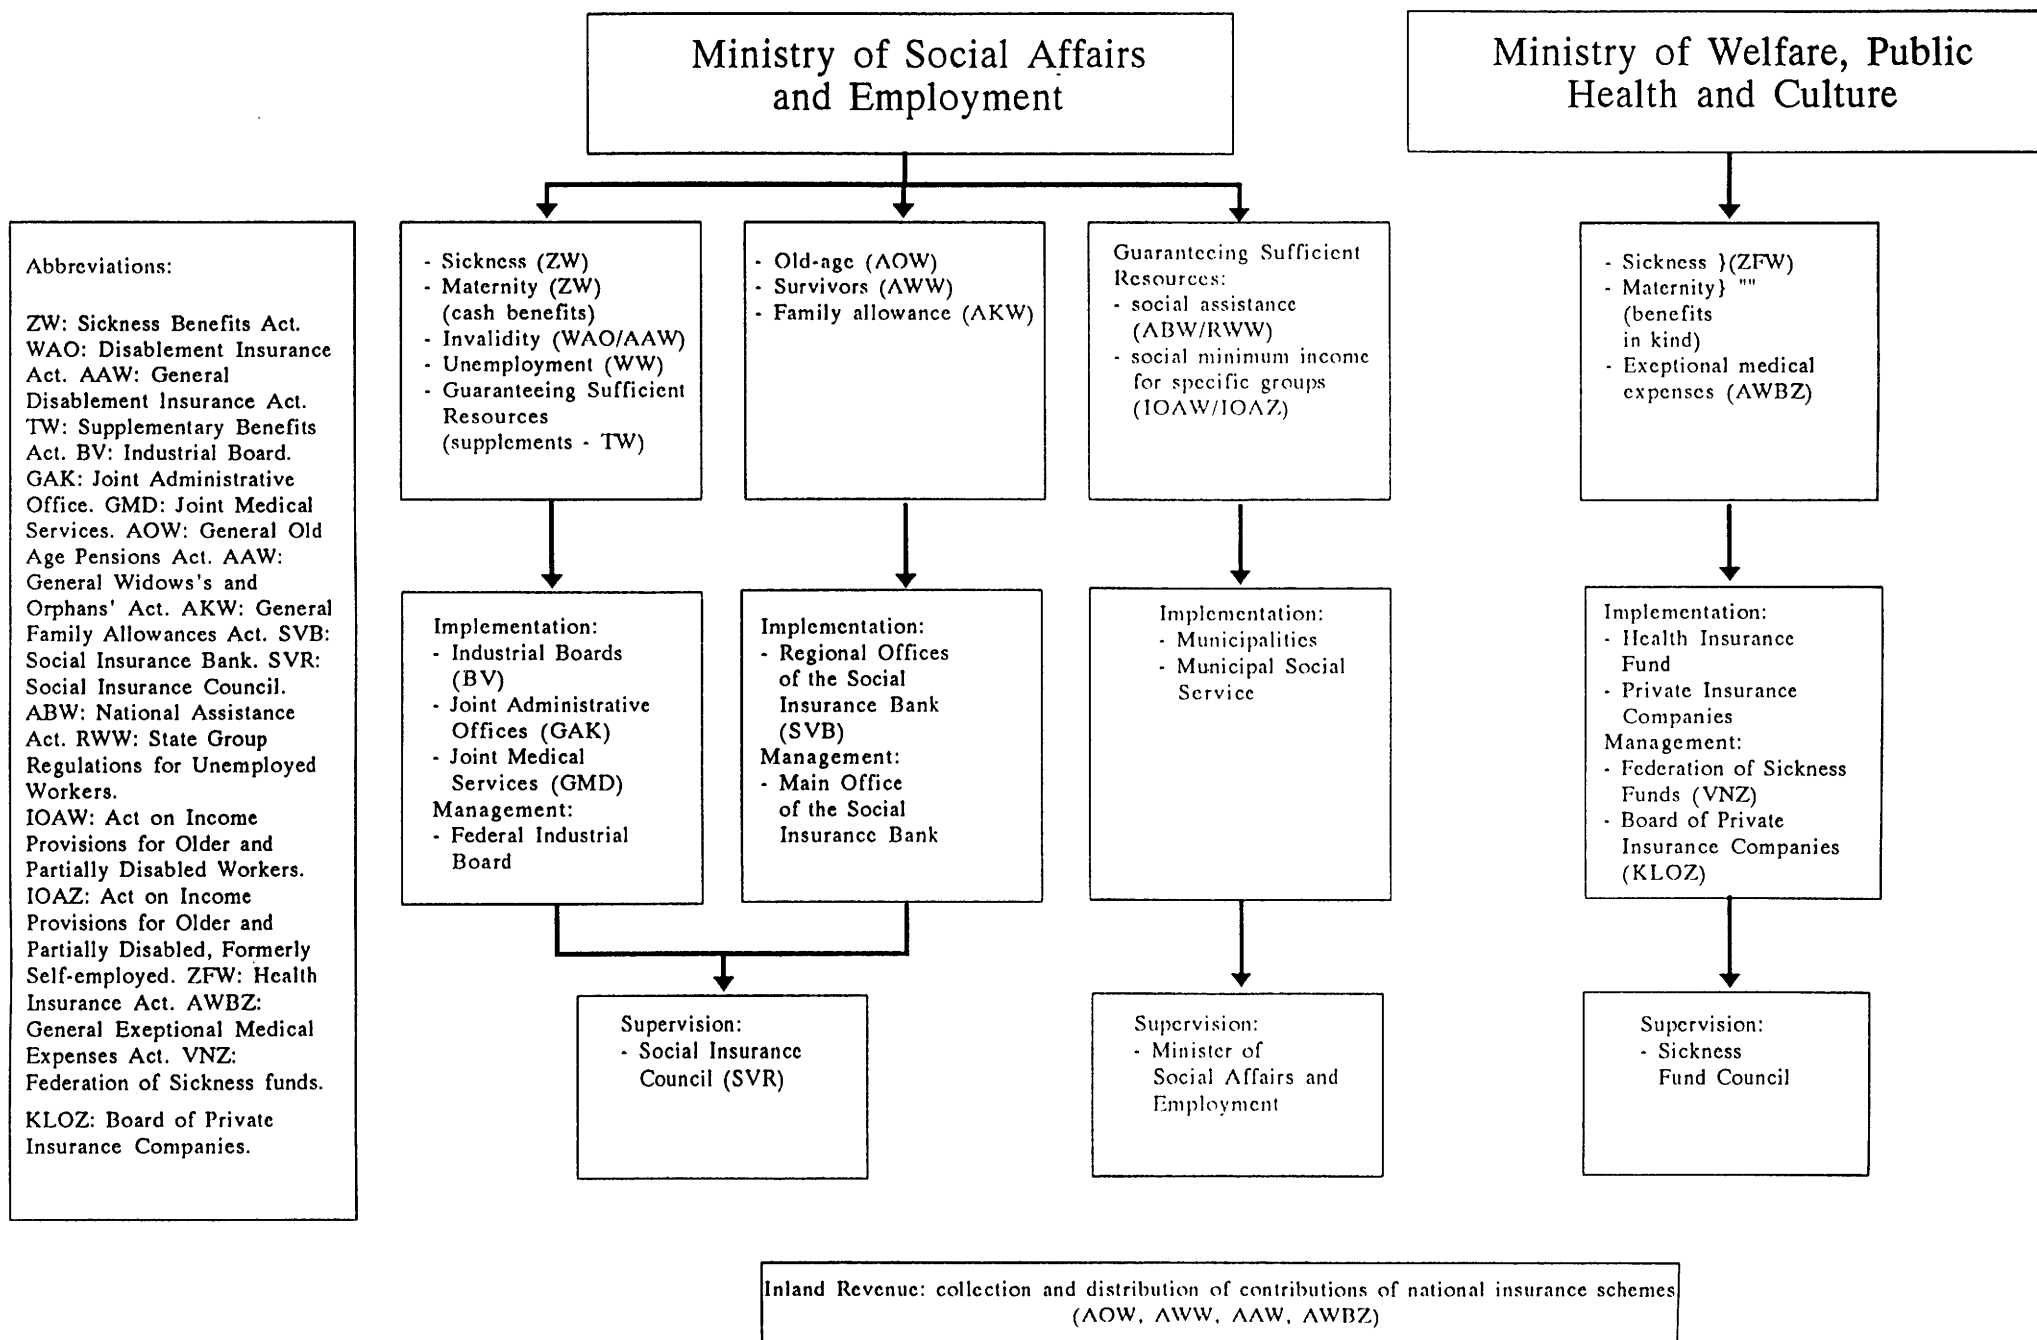 Ministry of Social Affairs
and Employment
Ministry of Welfare, Public
Health and Culture
Abbreviations:
ZW: Sickness Benefits Act.
WAO: Disablement Insurance
Act. AAW: General
Disablement Insurance Act.
TW: Supplementary Benefits
Act. BV: Industrial Board.
GAK: Joint Administrative
Office. GMD: Joint Medical
Services. AOW: General Old
Age Pensions Act. AAW:
General Widows's and
Orphans' Act. AKW: General
Family Allowances Act. SVB:
Social Insurance Bank. SVR:
Social Insurance Council.
ABW: National Assistance
Act. RWW: State Group
Regulations for Unemployed
Workers.
IOAW: Act on Income
Provisions for Older and
Partially Disabled Workers.
IOAZ: Act on Income
Provisions for Older and
Partially Disabled, Formerly
Self-employed. ZFW: Health
Insurance Act. AWBZ:
General Exeptional Medical
Expenses Act. VNZ:
Federation of Sickness funds.
KLOZ: Board of Private
Insurance Companies.
- Sickness (ZW)
- Maternity (ZW)
(cash benefits)
- Invalidity (WAO/AAW)
- Unemployment (WW)
- Guaranteeing Sufficient
Resources
(supplements - TW)
- Old-age (AOW)
- Survivors (AWW)
- Family allowance (AKW)
Guaranteeing Sufficient
Resources:
- social assistance
(ABW/RWW)
- social minimum income
for specific groups
(IOAW/IOAZ)
- Sickness }(ZFW)
- Maternity} ""
(benefits
in kind)
- Exeptional medical
expenses (AWBZ)
Implementation:
- Industrial Boards
(BV)
- Joint Administrative
Offices (GAK)
- Joint Medical
Services (GMD)
Management:
- Federal Industrial
Board
Implementation:
- Regional Offices
of the Social
Insurance Bank
(SVB)
Management:
- Main Office
of the Social
Insurance Bank
Implementation:
- Municipalities
- Municipal Social
Service
Implementation:
- Health Insurance
Fund
- Private Insurance
Companies
Management:
- Federation of Sickness
Funds (VNZ)
- Board of Private
Insurance Companies
(KLOZ)
Supervision:
- Social Insurance
Council (SVR)
Supervision:
- Minister of
Social Affairs and
Employment
Supervision:
- Sickness
Fund Council
Inland Revenue: collection and distribution of contributions of national insurance schemes
(AOW, AWW, AAW, AWBZ)